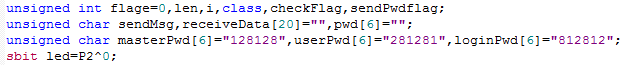 unsigned int flage=0,len,i,class,checkFlag,sendPwdflag;
unsigned char sendMsg,receiveData[20]="",pwd[6]="";
unsigned char masterPwd[6]="128128",userPwd[6]="281281",loginPwd[6]="812812";
sbit led=P2^0;